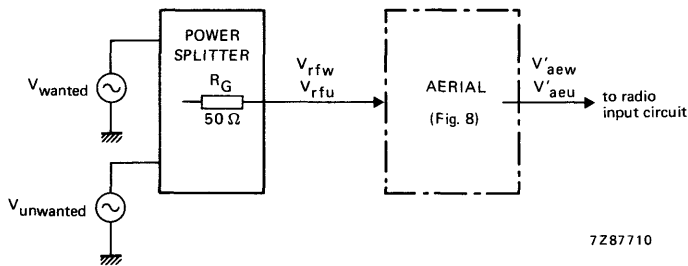 POWER
SPLITTER
R_G
50 Ω
V_wanted
V_unwanted
V_rfw
V_rfu
AERIAL
(Fig. 8)
V'_aew
V'_aeu
to radio
input circuit
7Z87710